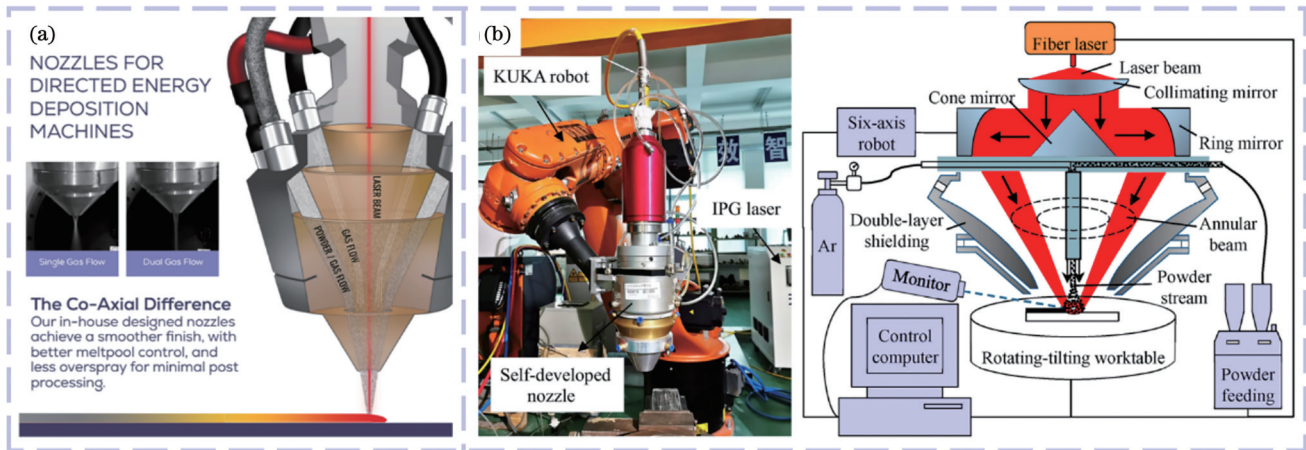 (a)
NOZZLES FOR
DIRECTED ENERGY
DEPOSITION
MACHINES
Single Gas Flow
Dual Gas Flow
LASER BEAM
GAS FLOW
POWDER / GAS FLOW
The Co-Axial Difference
Our in-house designed nozzles
achieve a smoother finish, with
better meltpool control, and
less overspray for minimal post
processing.
(b)
KUKA robot
效
智
IPG laser
Self-developed
nozzle
Fiber laser
Laser beam
Collimating mirror
Cone mirror
Six-axis
robot
Ring mirror
Ar
Double-layer
shielding
Annular
beam
Monitor
Powder
stream
Control
computer
Rotating-tilting worktable
Powder
feeding